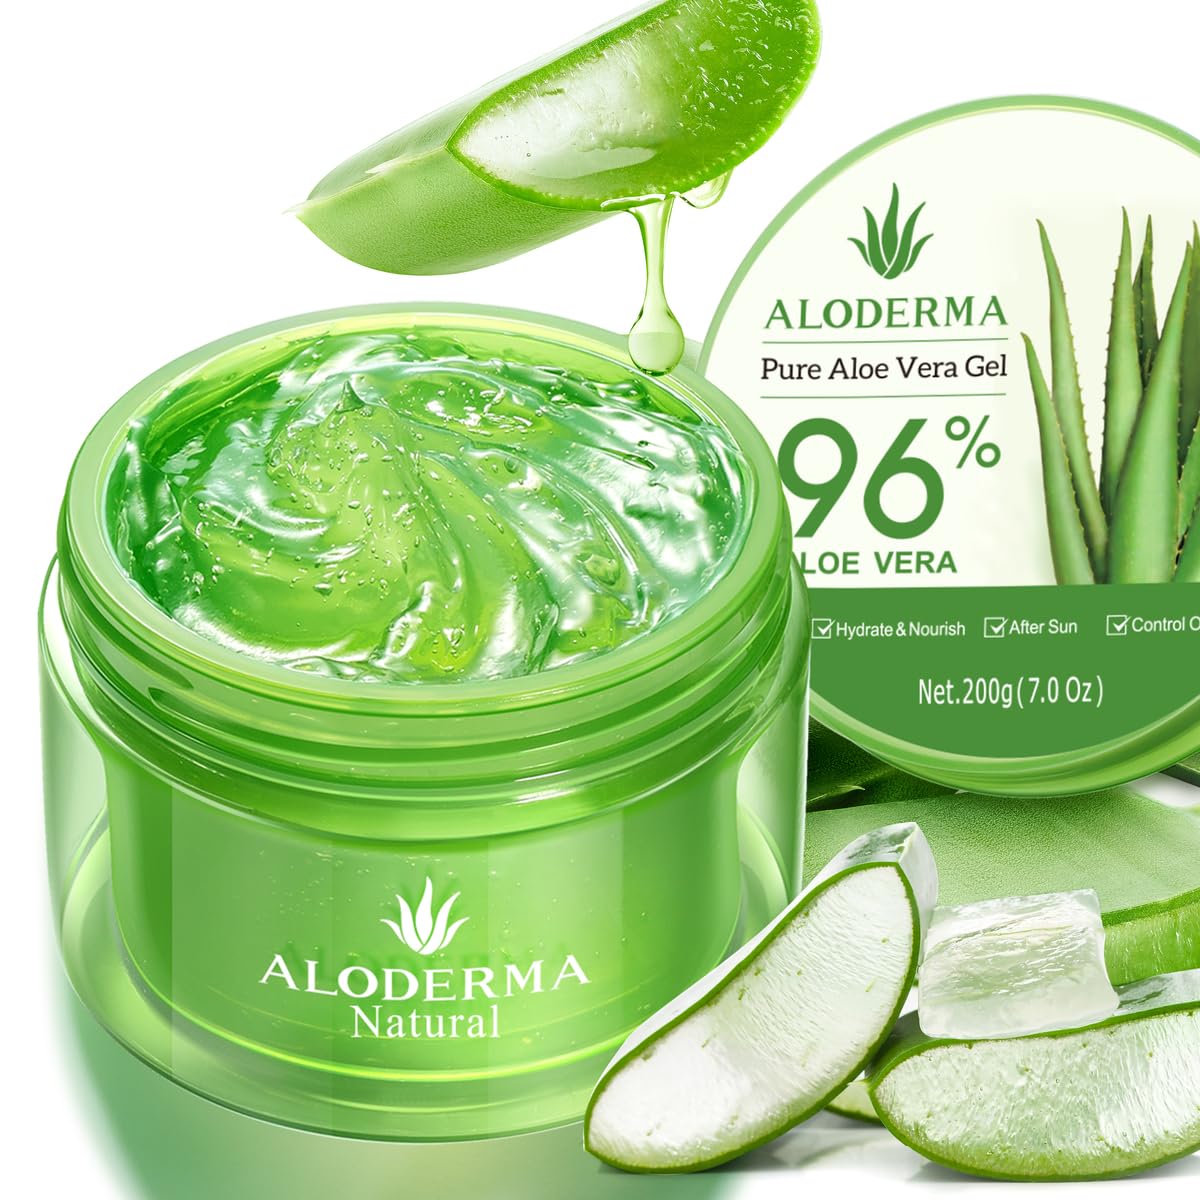 ALODERMA
Pure Aloe Vera Gel
96%
LOE VERA
Hydrate & Nourish
After Sun
Control O
Net.200g (7.0 Oz)
ALODERMA
Natural